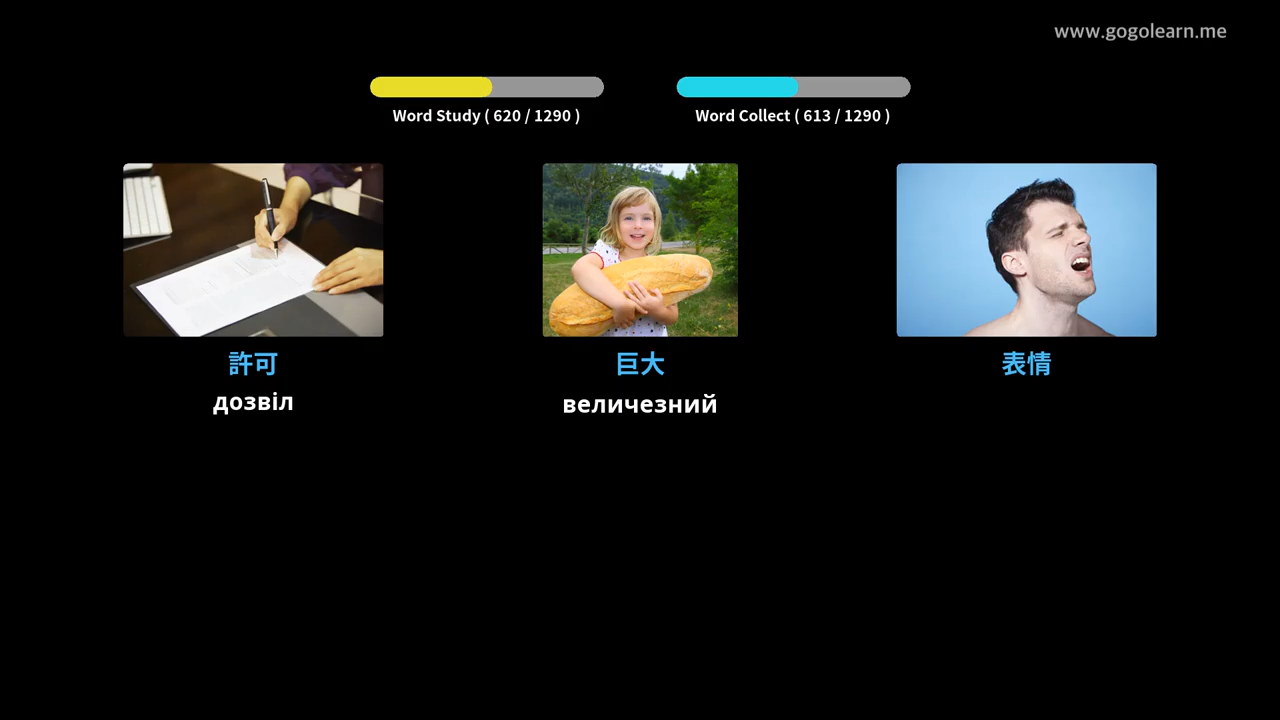 www.gogolearn.me
Word Study ( 620 / 1290 )
Word Collect ( 613 / 1290 )
許可
巨大
表情
дозвіл
величезний